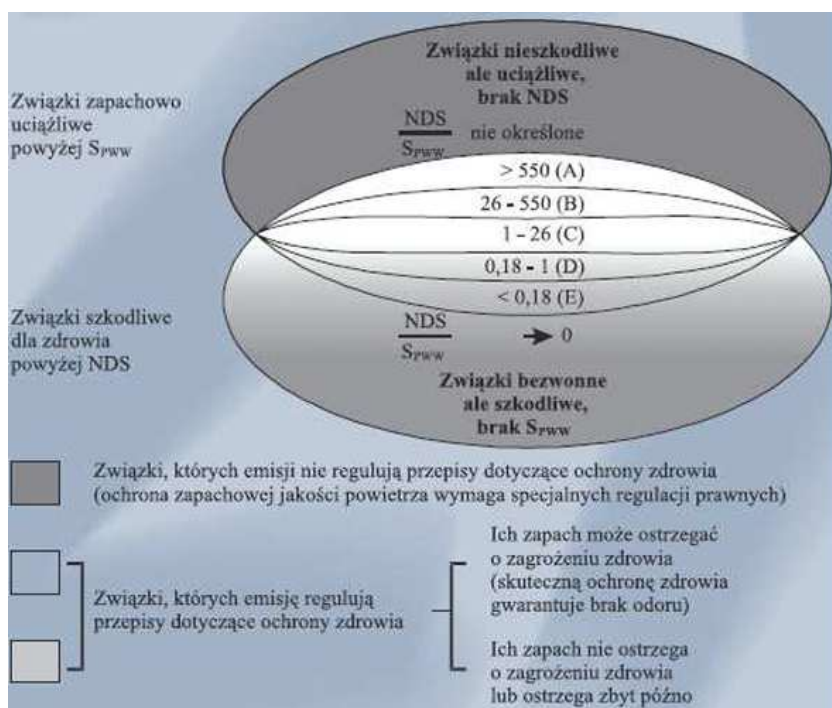 Związki nieszkodliwe
ale uciążliwe,
brak NDS
Związki zapachowo
uciążliwe
powyżej SPWW
NDS
SPWW
nie określone
> 550 (A)
26 - 550 (B)
1 – 26 (C)
0,18 - 1 (D)
< 0,18 (E)
Związki szkodliwe
dla zdrowia
powyżej NDS
NDS
SPWW
→ 0
Związki bezwonne
ale szkodliwe,
brak SPWW
Związki, których emisji nie regulują przepisy dotyczące ochrony zdrowia
(ochrona zapachowej jakości powietrza wymaga specjalnych regulacji prawnych)
Ich zapach może ostrzegać
o zagrożeniu zdrowia
(skuteczną ochronę zdrowia
gwarantuje brak odoru)
Związki, których emisję regulują
przepisy dotyczące ochrony zdrowia
Ich zapach nie ostrzega
o zagrożeniu zdrowia
lub ostrzega zbyt późno